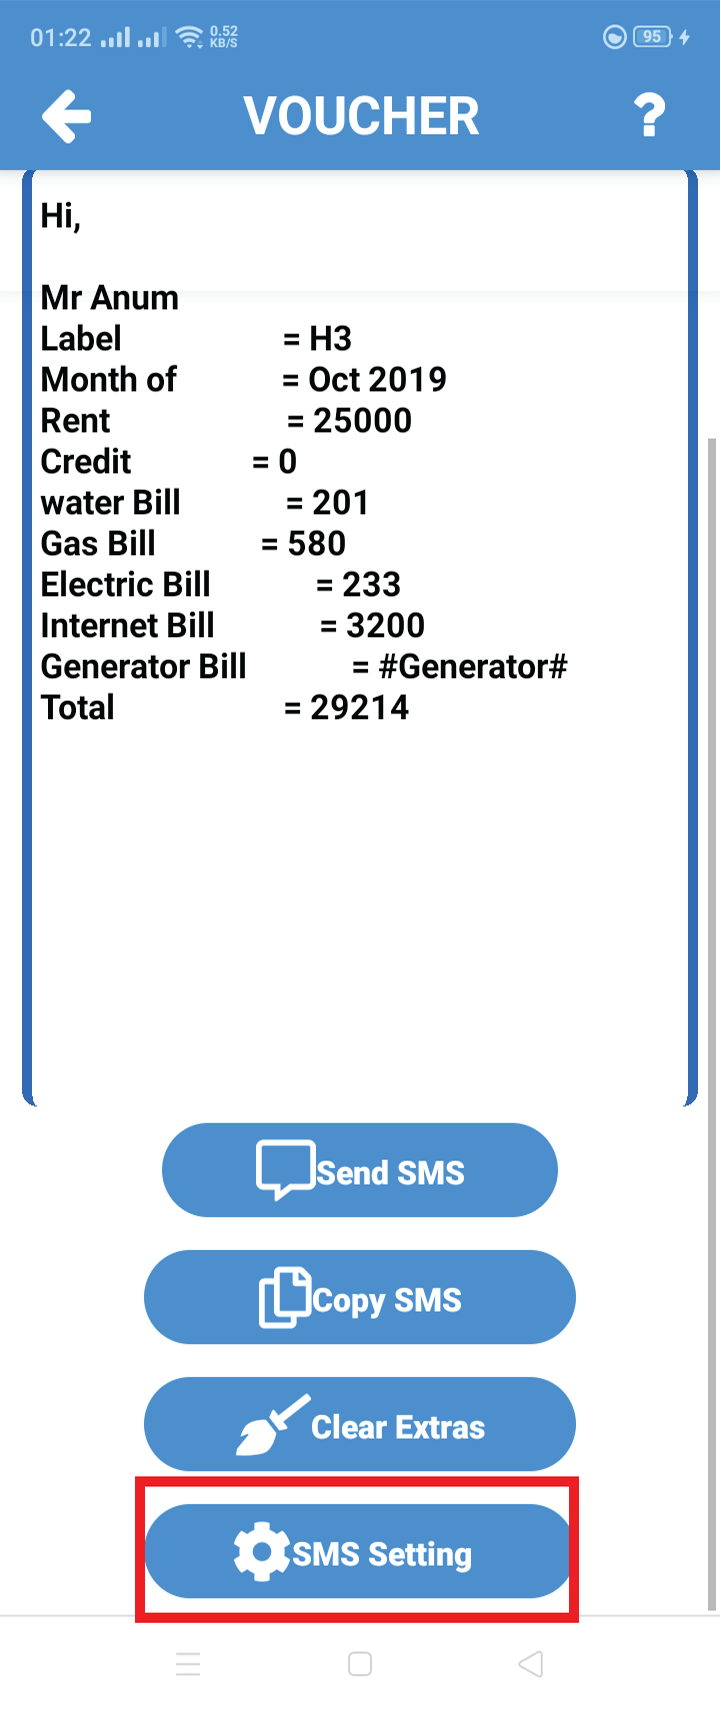 01:22 0.52 KB/S 95
VOUCHER ?
Hi,
Mr Anum
Label = H3
Month of = Oct 2019
Rent = 25000
Credit = 0
water Bill = 201
Gas Bill = 580
Electric Bill = 233
Internet Bill = 3200
Generator Bill = #Generator#
Total = 29214
Send SMS
Copy SMS
Clear Extras
SMS Setting